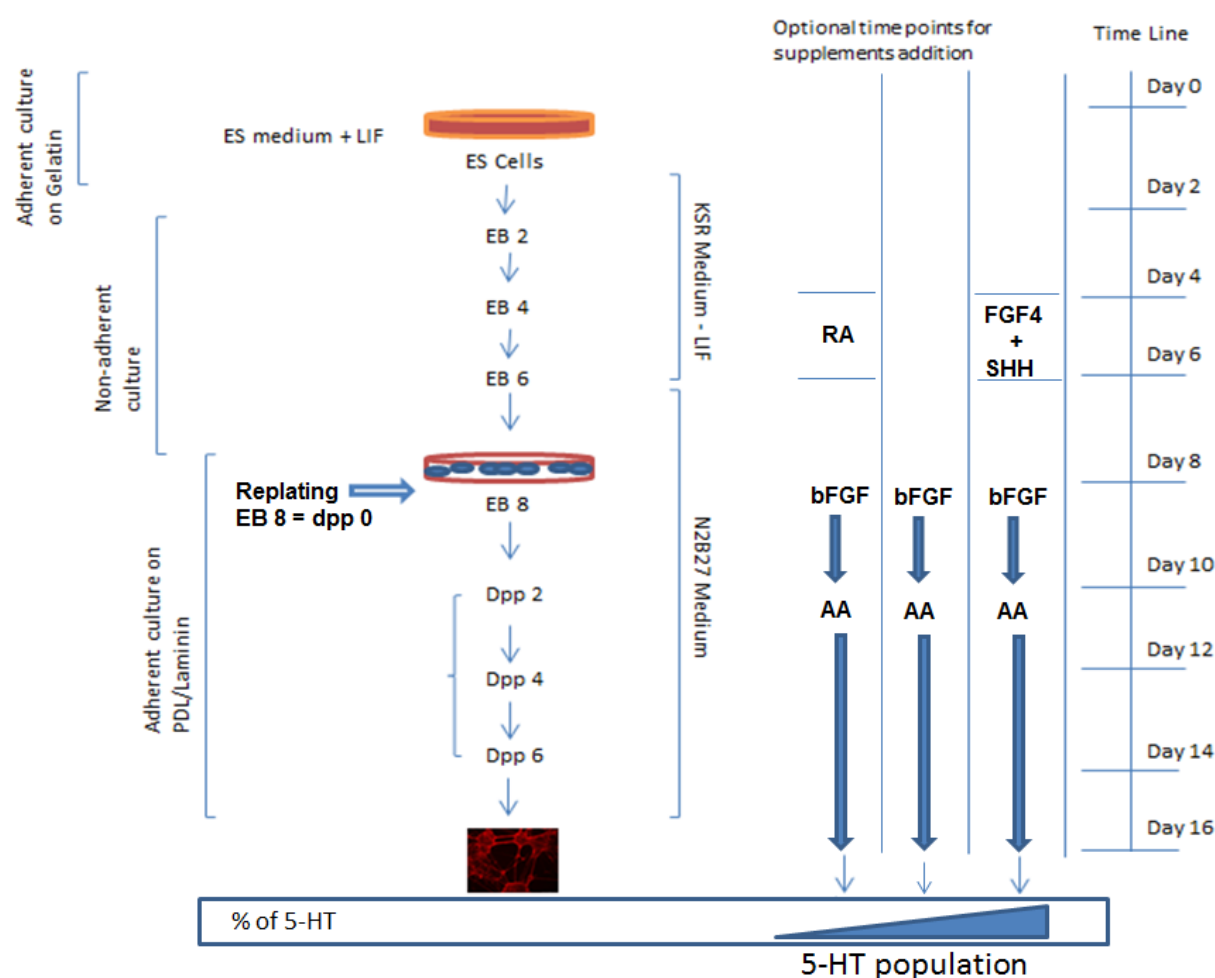 Optional time points for
supplements addition
Time Line
Adherent culture
on Gelatin
ES medium + LIF
ES Cells
EB 2
EB 4
EB 6
Non-adherent
culture
KSR Medium - LIF
Replating
EB 8 = dpp 0
EB 8
Adherent culture on
PDL/Laminin
Dpp 2
Dpp 4
Dpp 6
N2B27 Medium
RA
FGF4
+
SHH
bFGF
bFGF
bFGF
AA
AA
AA
Day 0
Day 2
Day 4
Day 6
Day 8
Day 10
Day 12
Day 14
Day 16
% of 5-HT
5-HT population